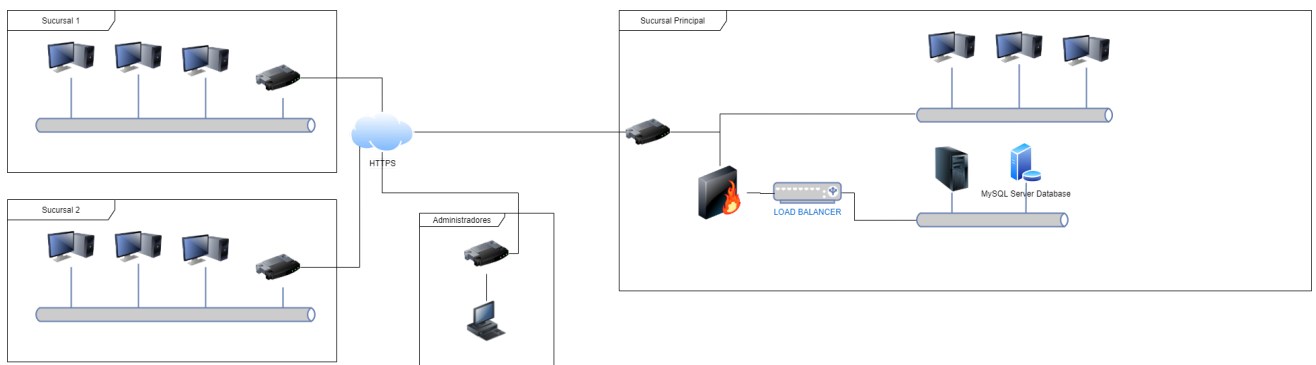 Sucursal 1
Sucursal Principal
HTTPS
MySQL Server Database
LOAD BALANCER
Sucursal 2
Administradores